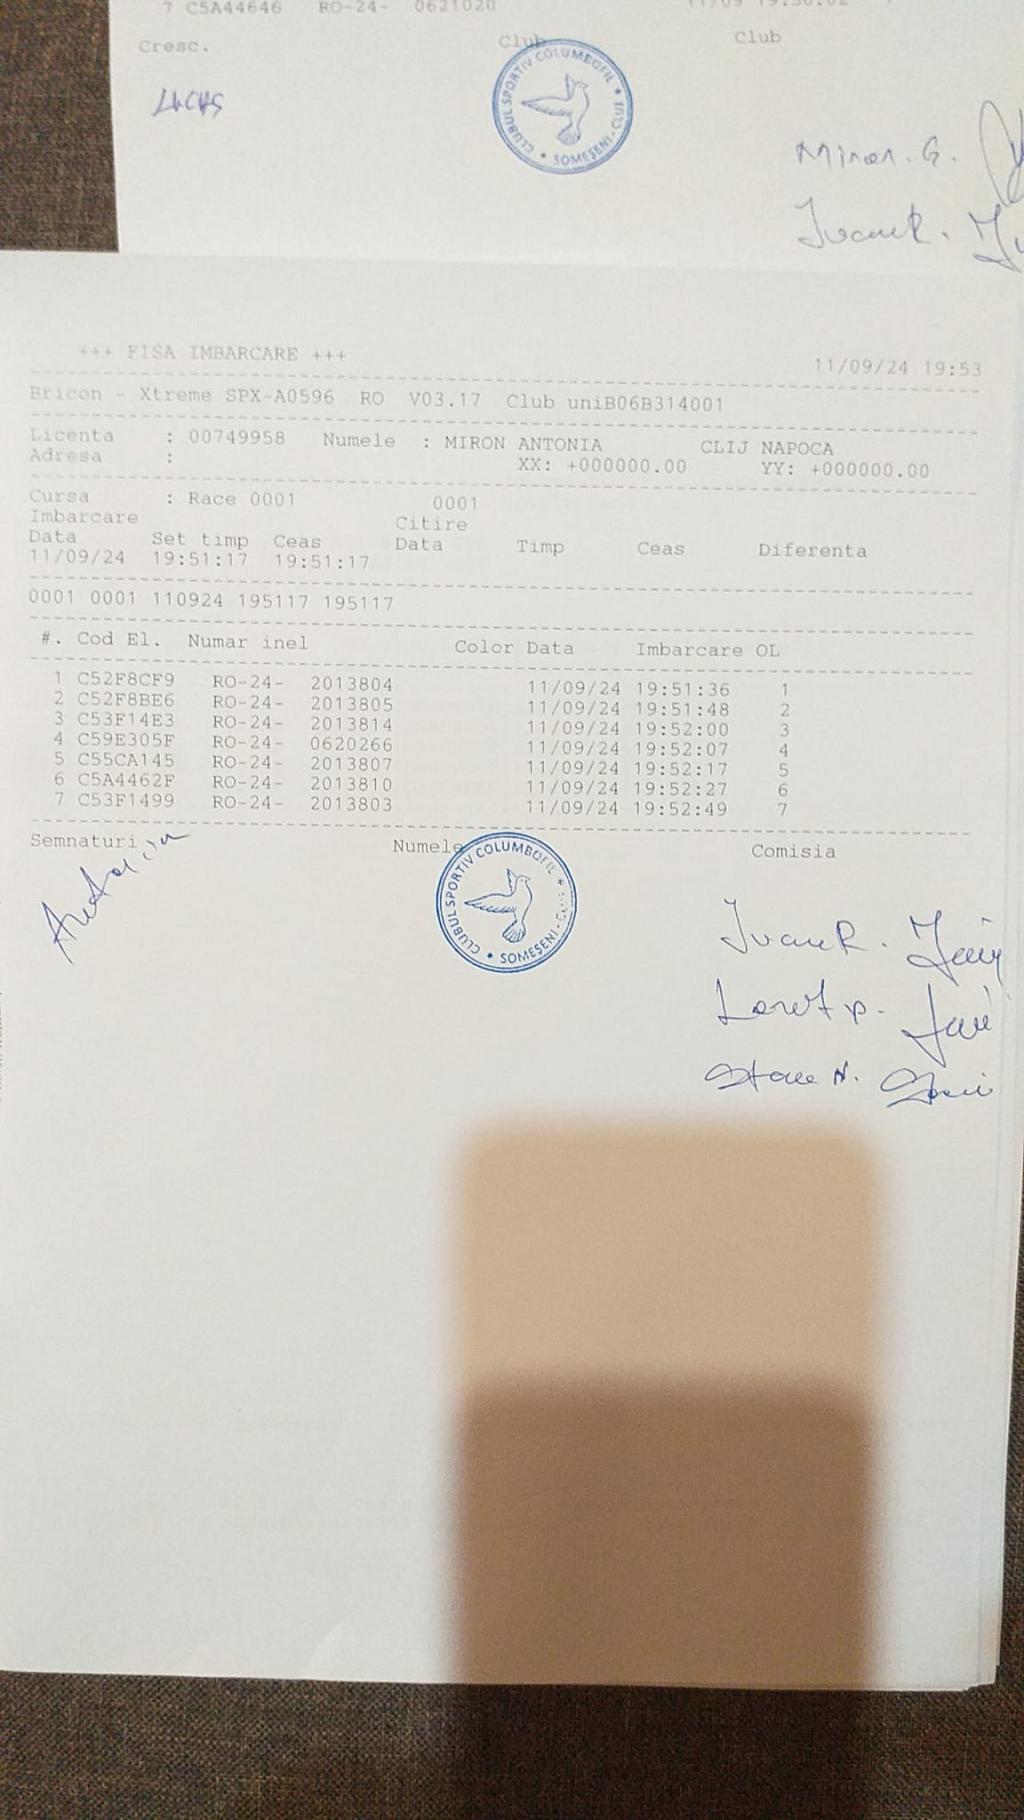 7 C5A44646 RO-24- 0621020
Cresc. Club Club
LUCAS
CLUBUL SPORTIV COLUMBOFIL • SOMEȘENI-CLUJ •
Miron. G.
IvancR.
+++ FISA IMBARCARE +++ 11/09/24 19:53
Bricon - Xtreme SPX-A0596 RO V03.17 Club uniB06B314001
Licenta : 00749958 Numele : MIRON ANTONIA CLIJ NAPOCA
Adresa : XX: +000000.00 YY: +000000.00
Cursa : Race 0001 0001
Imbarcare Citire
Data Set timp Ceas Data Timp Ceas Diferenta
11/09/24 19:51:17 19:51:17
0001 0001 110924 195117 195117
#. Cod El. Numar inel Color Data Imbarcare OL
1 C52F8CF9 RO-24- 2013804 11/09/24 19:51:36 1
2 C52F8BE6 RO-24- 2013805 11/09/24 19:51:48 2
3 C53F14E3 RO-24- 2013814 11/09/24 19:52:00 3
4 C59E305F RO-24- 0620266 11/09/24 19:52:07 4
5 C55CA145 RO-24- 2013807 11/09/24 19:52:17 5
6 C5A4462F RO-24- 2013810 11/09/24 19:52:27 6
7 C53F1499 RO-24- 2013803 11/09/24 19:52:49 7
Semnaturi Numele Comisia
Antonia
CLUBUL SPORTIV COLUMBOFIL • SOMEȘENI-CLUJ •
IvancR.